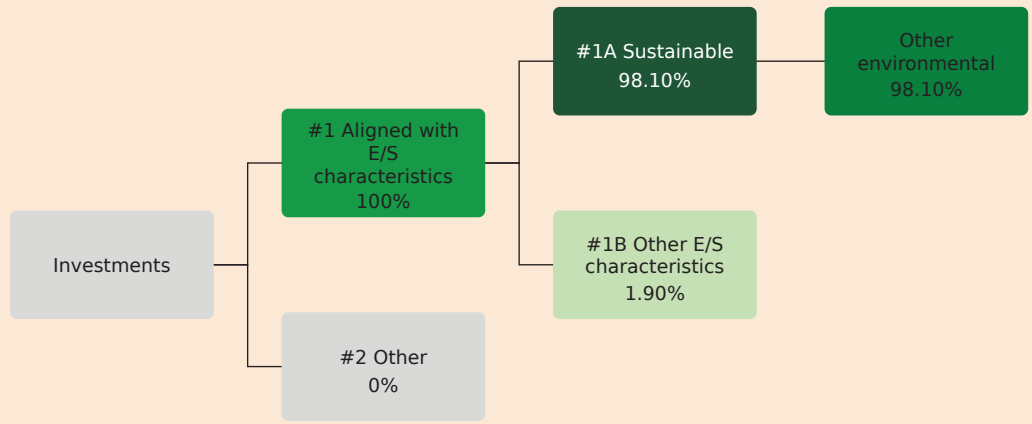 Investments
#1 Aligned with
E/S
characteristics
100%
#2 Other
0%
#1A Sustainable
98.10%
#1B Other E/S
characteristics
1.90%
Other
environmental
98.10%